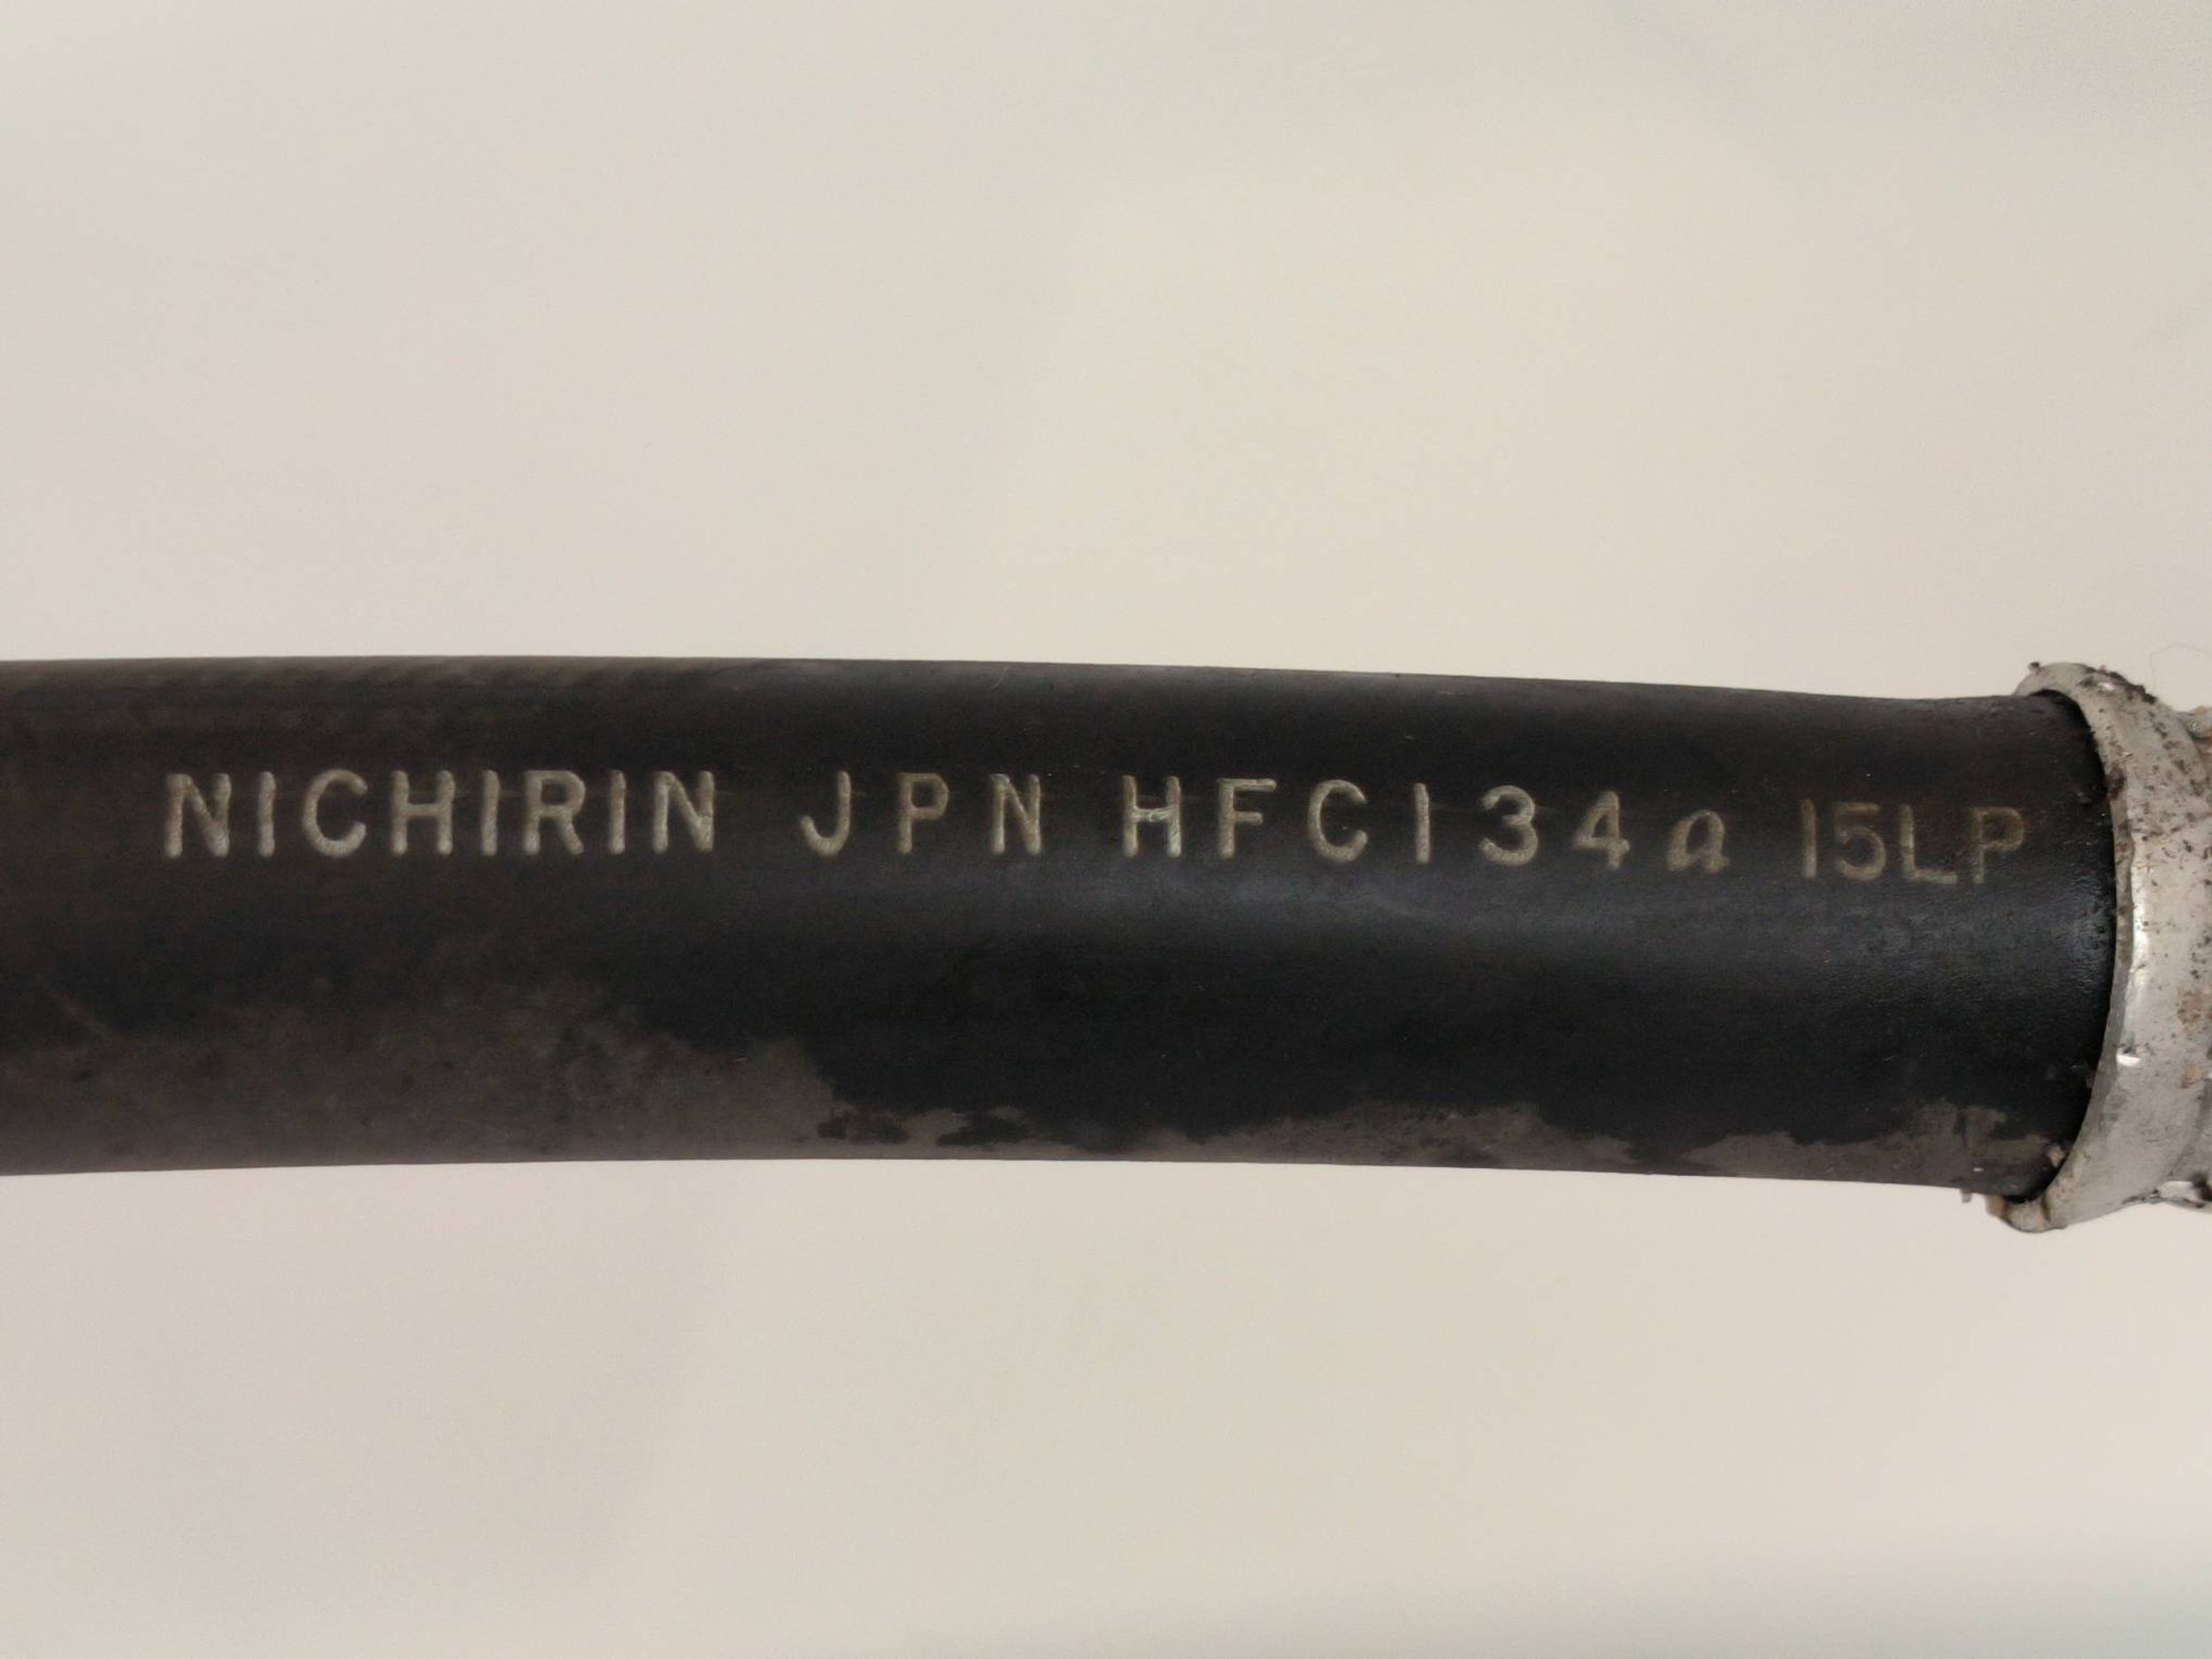 NICHIRIN JPN HFC134a 15LP